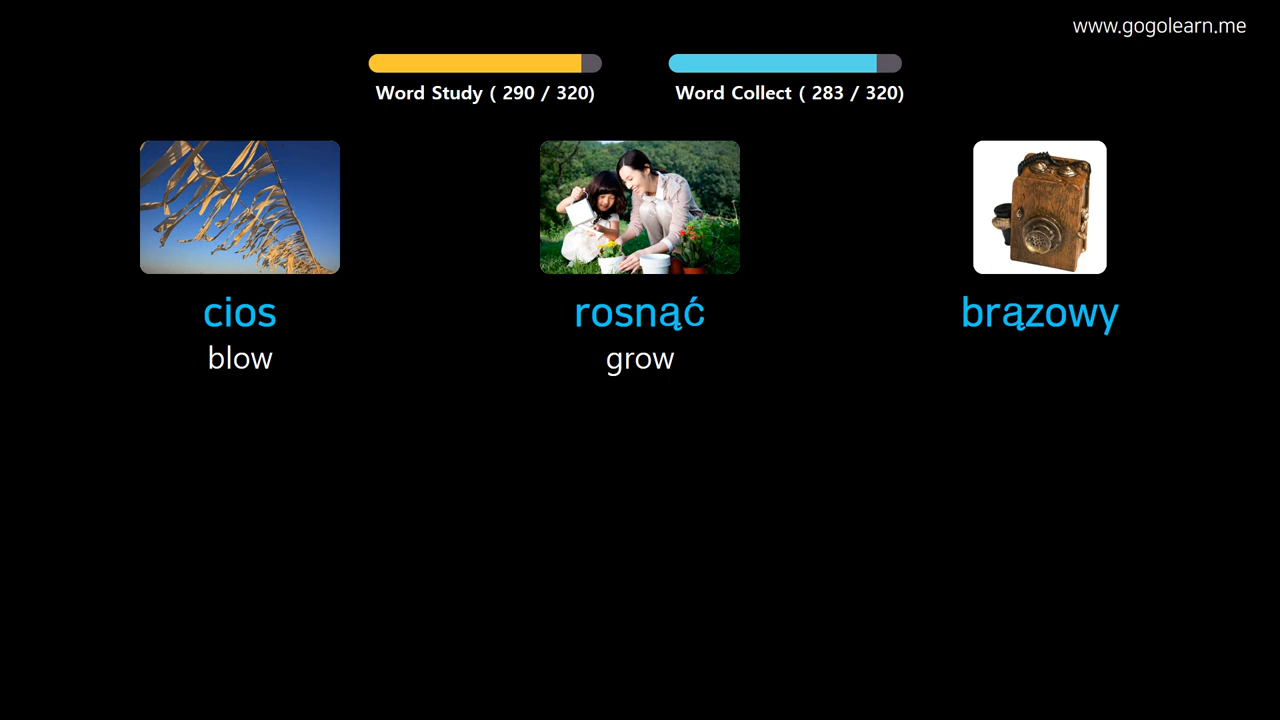 www.gogolearn.me
Word Study ( 290 / 320)
Word Collect ( 283 / 320)
cios
rosnąć
brązowy
blow
grow